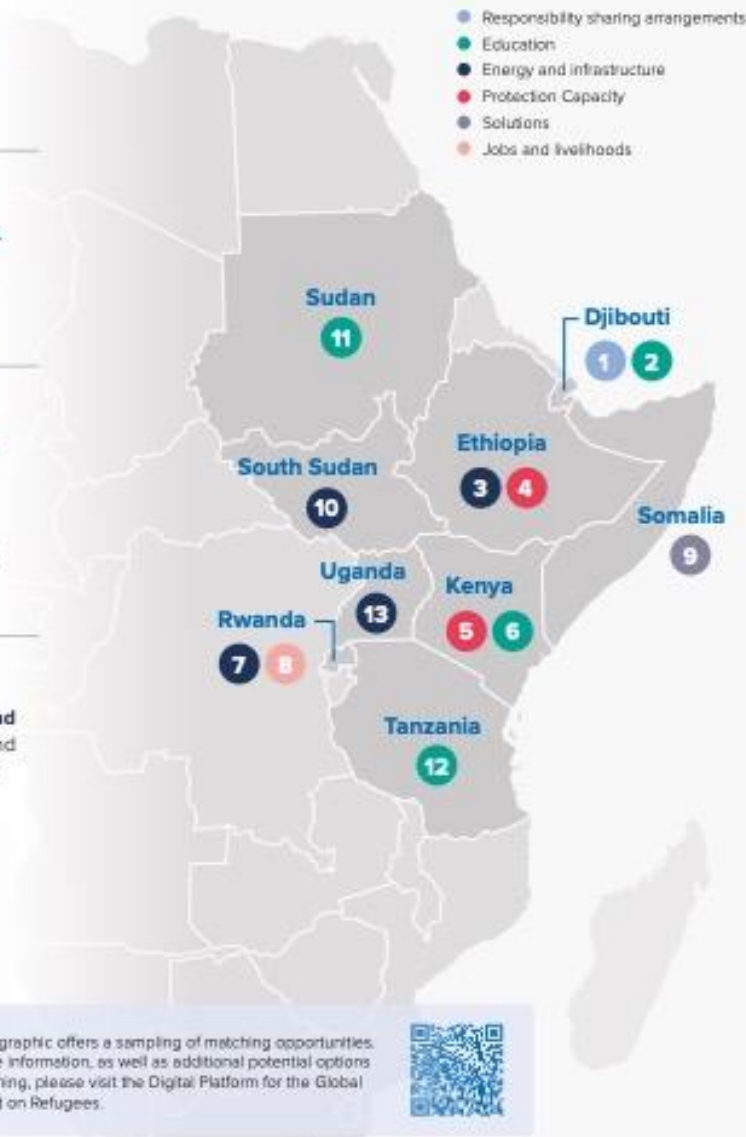 Responsibility sharing arrangements
Education
Energy and infrastructure
Protection Capacity
Solutions
Jobs and livelihoods
Sudan
11
Djibouti
1 2
Ethiopia
3 4
South Sudan
10
Somalia
9
Uganda
13
Kenya
5 6
Rwanda
7 8
Tanzania
12
graphic offers a sampling of matching opportunities.
information, as well as additional potential options
please visit the Digital Platform for the Global
on Refugees.